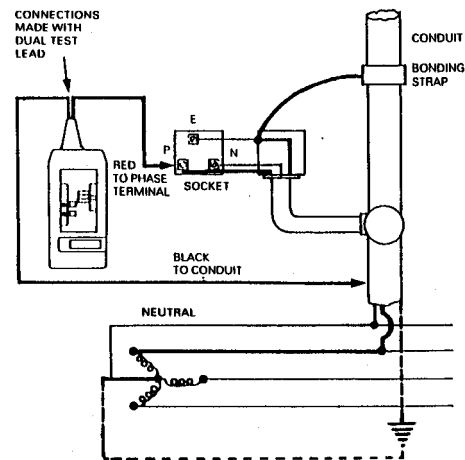 CONNECTIONS
MADE WITH
DUAL TEST
LEAD
CONDUIT
BONDING
STRAP
E
P
N
RED
TO PHASE
TERMINAL
SOCKET
BLACK
TO CONDUIT
NEUTRAL